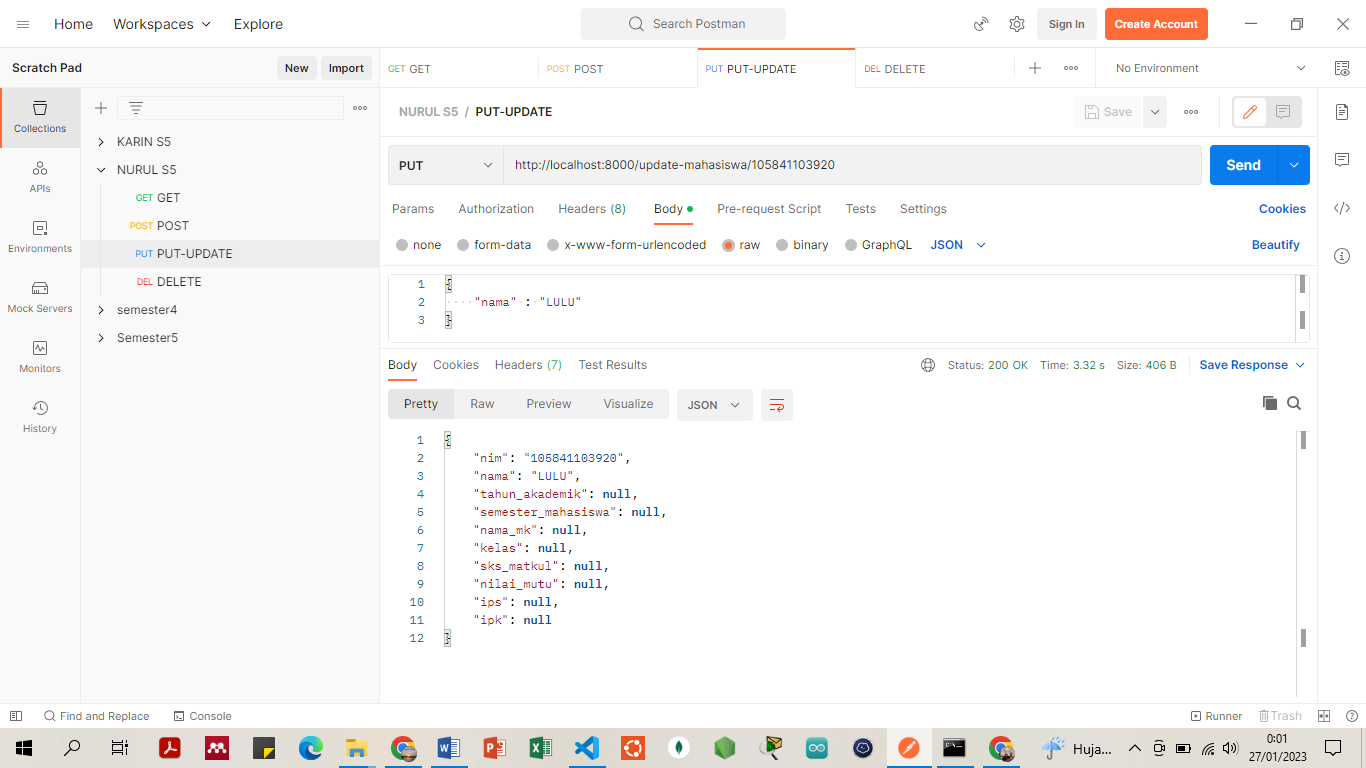 Home Workspaces Explore Search Postman Sign In Create Account
Scratch Pad New Import GET GET POST POST PUT PUT-UPDATE DEL DELETE No Environment
Collections
APIs
Environments
Mock Servers
Monitors
History
KARIN S5
NURUL S5
GET GET
POST POST
PUT PUT-UPDATE
DEL DELETE
semester4
Semester5
NURUL S5 / PUT-UPDATE Save
PUT http://localhost:8000/update-mahasiswa/105841103920 Send
Params Authorization Headers (8) Body Pre-request Script Tests Settings Cookies
none form-data x-www-form-urlencoded raw binary GraphQL JSON Beautify
1 {
2 "nama" : "LULU"
3 }
Body Cookies Headers (7) Test Results Status: 200 OK Time: 3.32 s Size: 406 B Save Response
Pretty Raw Preview Visualize JSON
1 {
2 "nim": "105841103920",
3 "nama": "LULU",
4 "tahun_akademik": null,
5 "semester_mahasiswa": null,
6 "nama_mk": null,
7 "kelas": null,
8 "sks_matkul": null,
9 "nilai_mutu": null,
10 "ips": null,
11 "ipk": null
12 }
Find and Replace Console Runner Trash
Huja... 0:01
27/01/2023